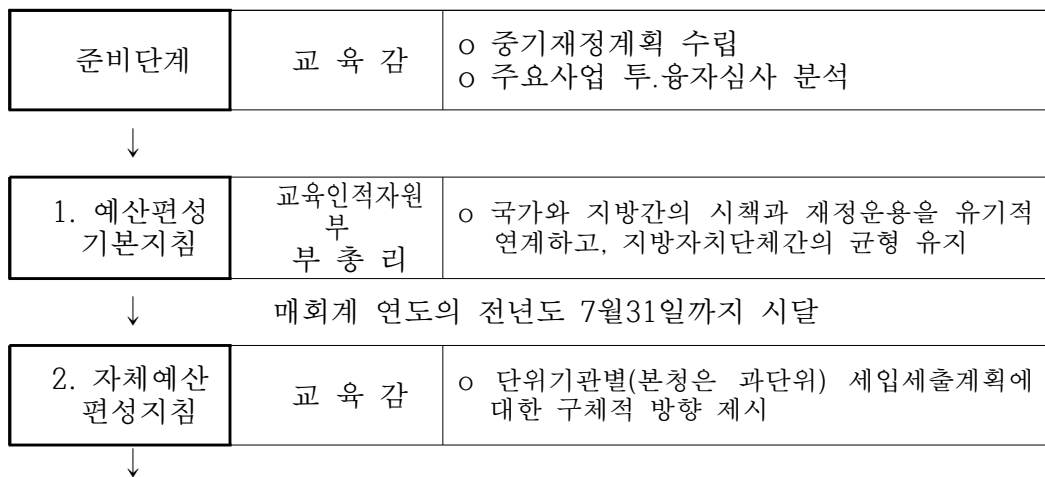 준비단계
교 육 감
o 중기재정계획 수립
o 주요사업 투.융자심사 분석
↓
1. 예산편성
기본지침
교육인적자원
부
부 총 리
o 국가와 지방간의 시책과 재정운용을 유기적
연계하고, 지방자치단체간의 균형 유지
↓ 매회계 연도의 전년도 7월31일까지 시달
2. 자체예산
편성지침
교 육 감
o 단위기관별(본청은 과단위) 세입세출계획에
대한 구체적 방향 제시
↓